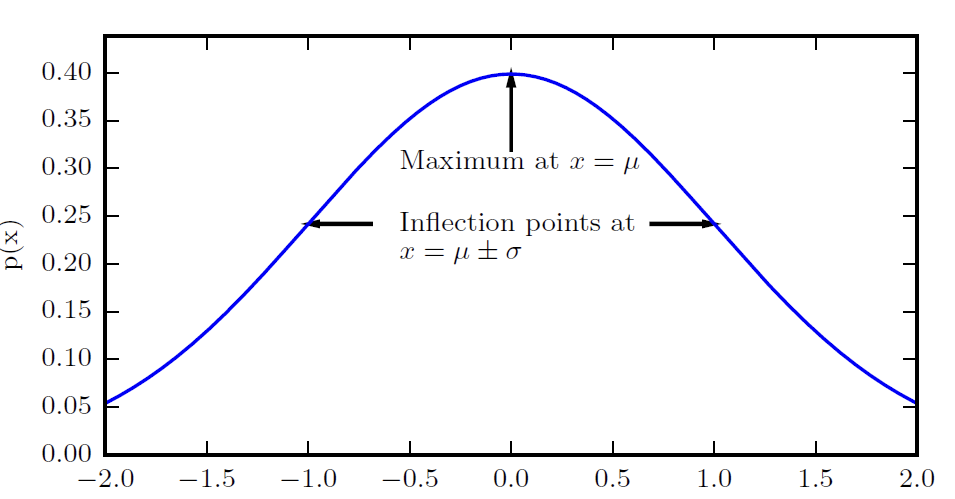 0.40
0.35
Maximum at x = μ
0.30
0.25
Inflection points at
x = μ ± σ
p(x)
0.20
0.15
0.10
0.05
0.00
−2.0 −1.5 −1.0 −0.5 0.0 0.5 1.0 1.5 2.0